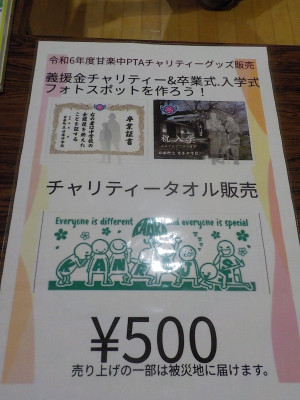 令和6年度甘楽中PTAチャリティーグッズ販売
義援金チャリティー&卒業式.入学式
フォトスポットを作ろう！
卒業証書
祝入学
チャリティータオル販売
Everyone is different
and everyone is special
KANRA
¥500
売り上げの一部は被災地に届けます。